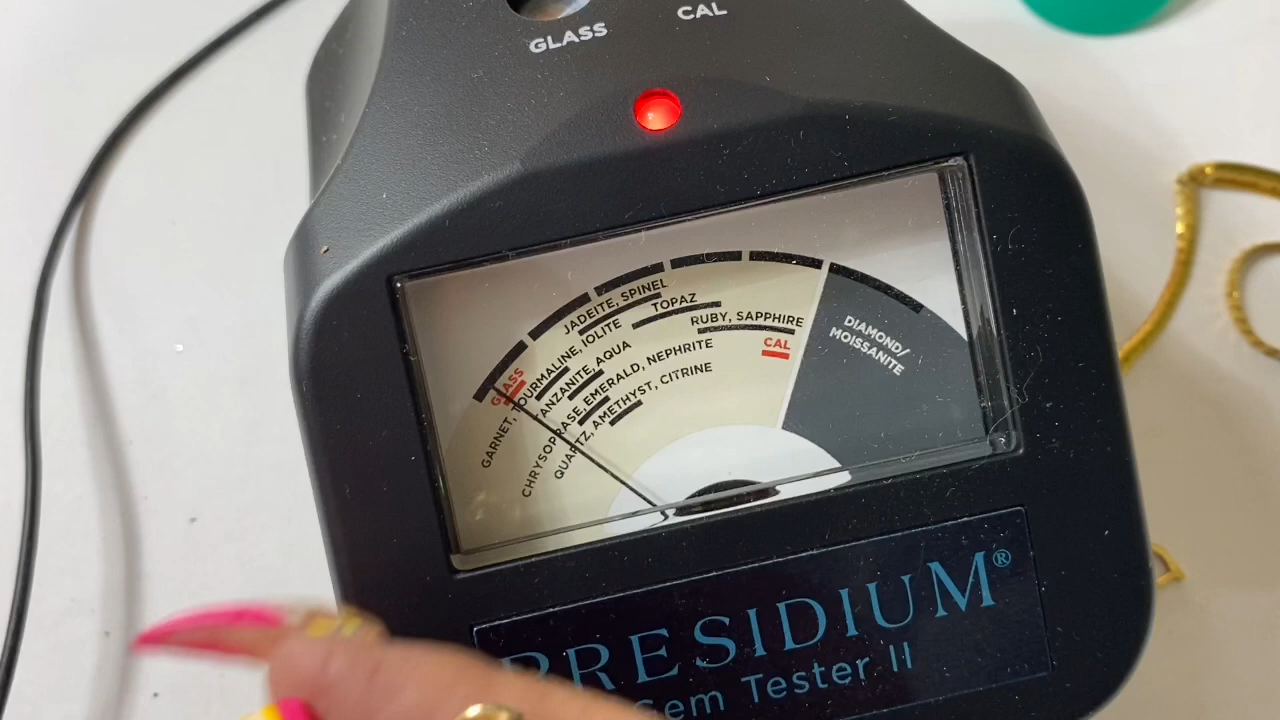 GLASS
CAL
JADEITE, SPINEL
TOPAZ
RUBY, SAPPHIRE
CAL
DIAMOND/
MOISSANITE
GLASS
GARNET, TOURMALINE, IOLITE
TANZANITE, AQUA
CHRYSOPRASE, EMERALD, NEPHRITE
QUARTZ, AMETHYST, CITRINE
PRESIDIUM®
Gem Tester II